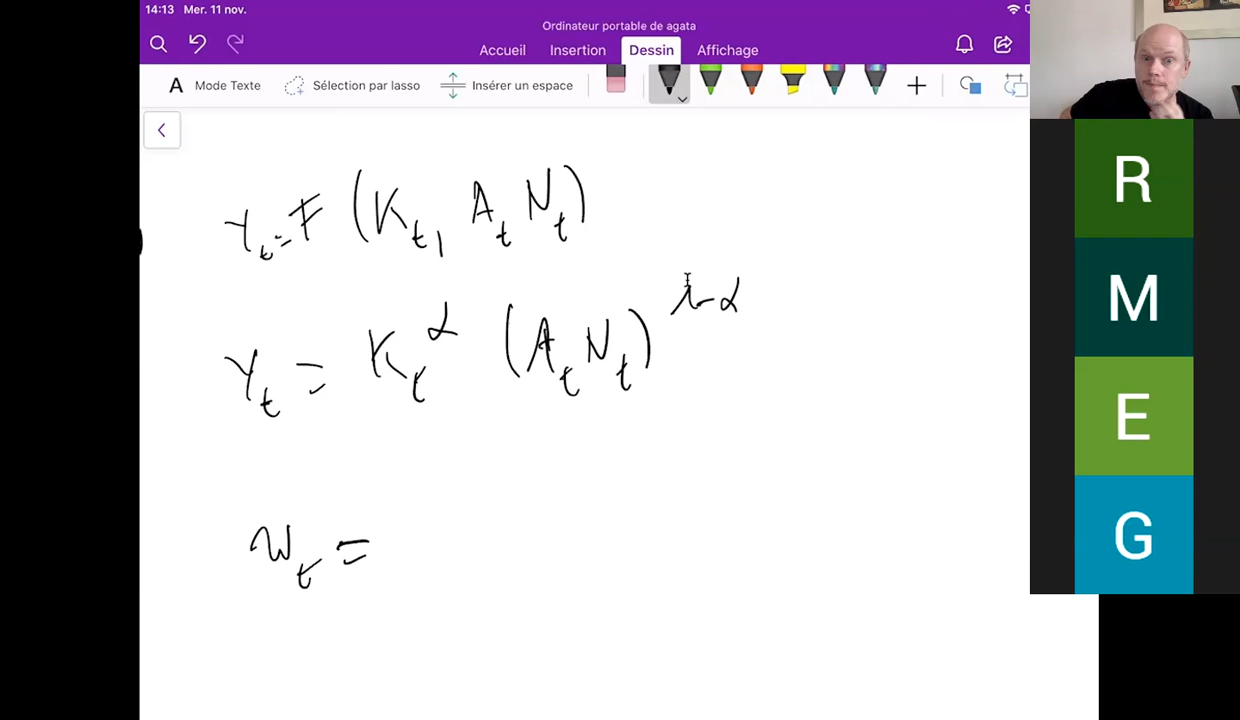 14:13 Mer. 11 nov.
Ordinateur portable de agata
Accueil Insertion Dessin Affichage
A Mode Texte Sélection par lasso Insérer un espace
Y_t = F (K_t, A_t N_t)
Y_t = K_t^α (A_t N_t)^1-α
W_t =
R
M
E
G